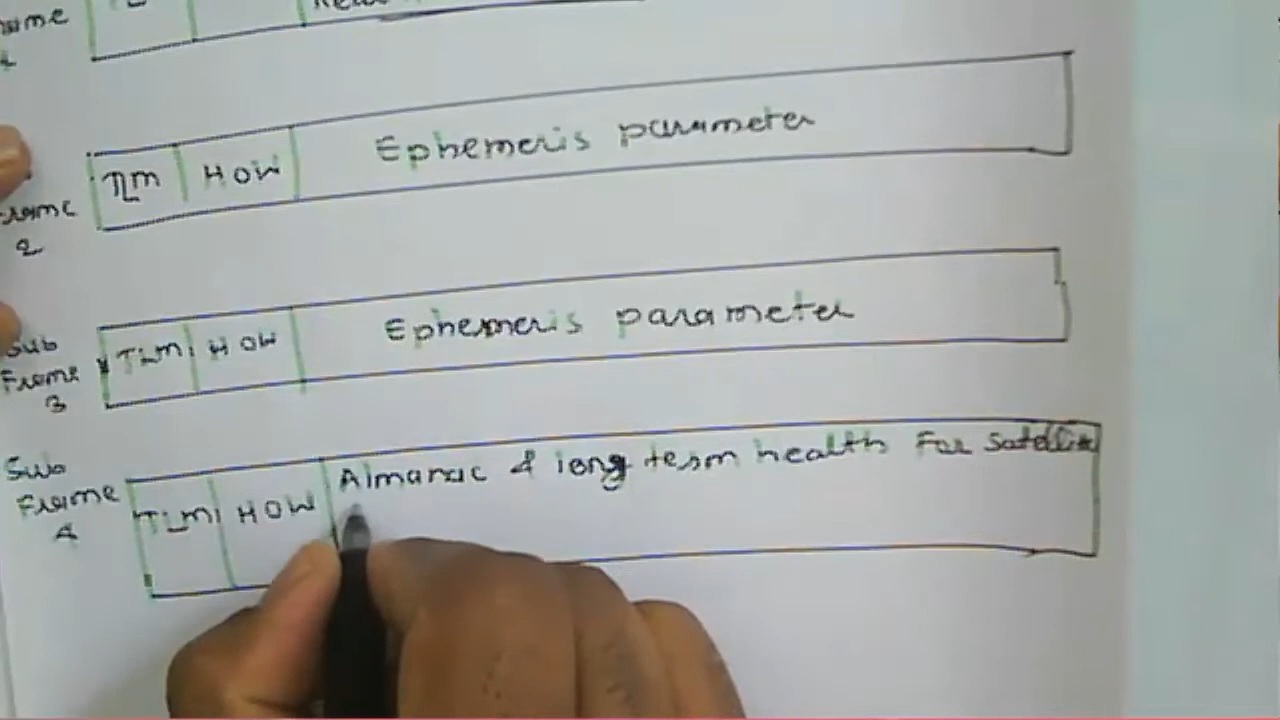 TLM HOW Ephemeris parameter
2
Sub
Frame
3
TLM HOW Ephemeris parameter
Sub
Frame
4
TLM HOW Almanac & long term health For Satellite